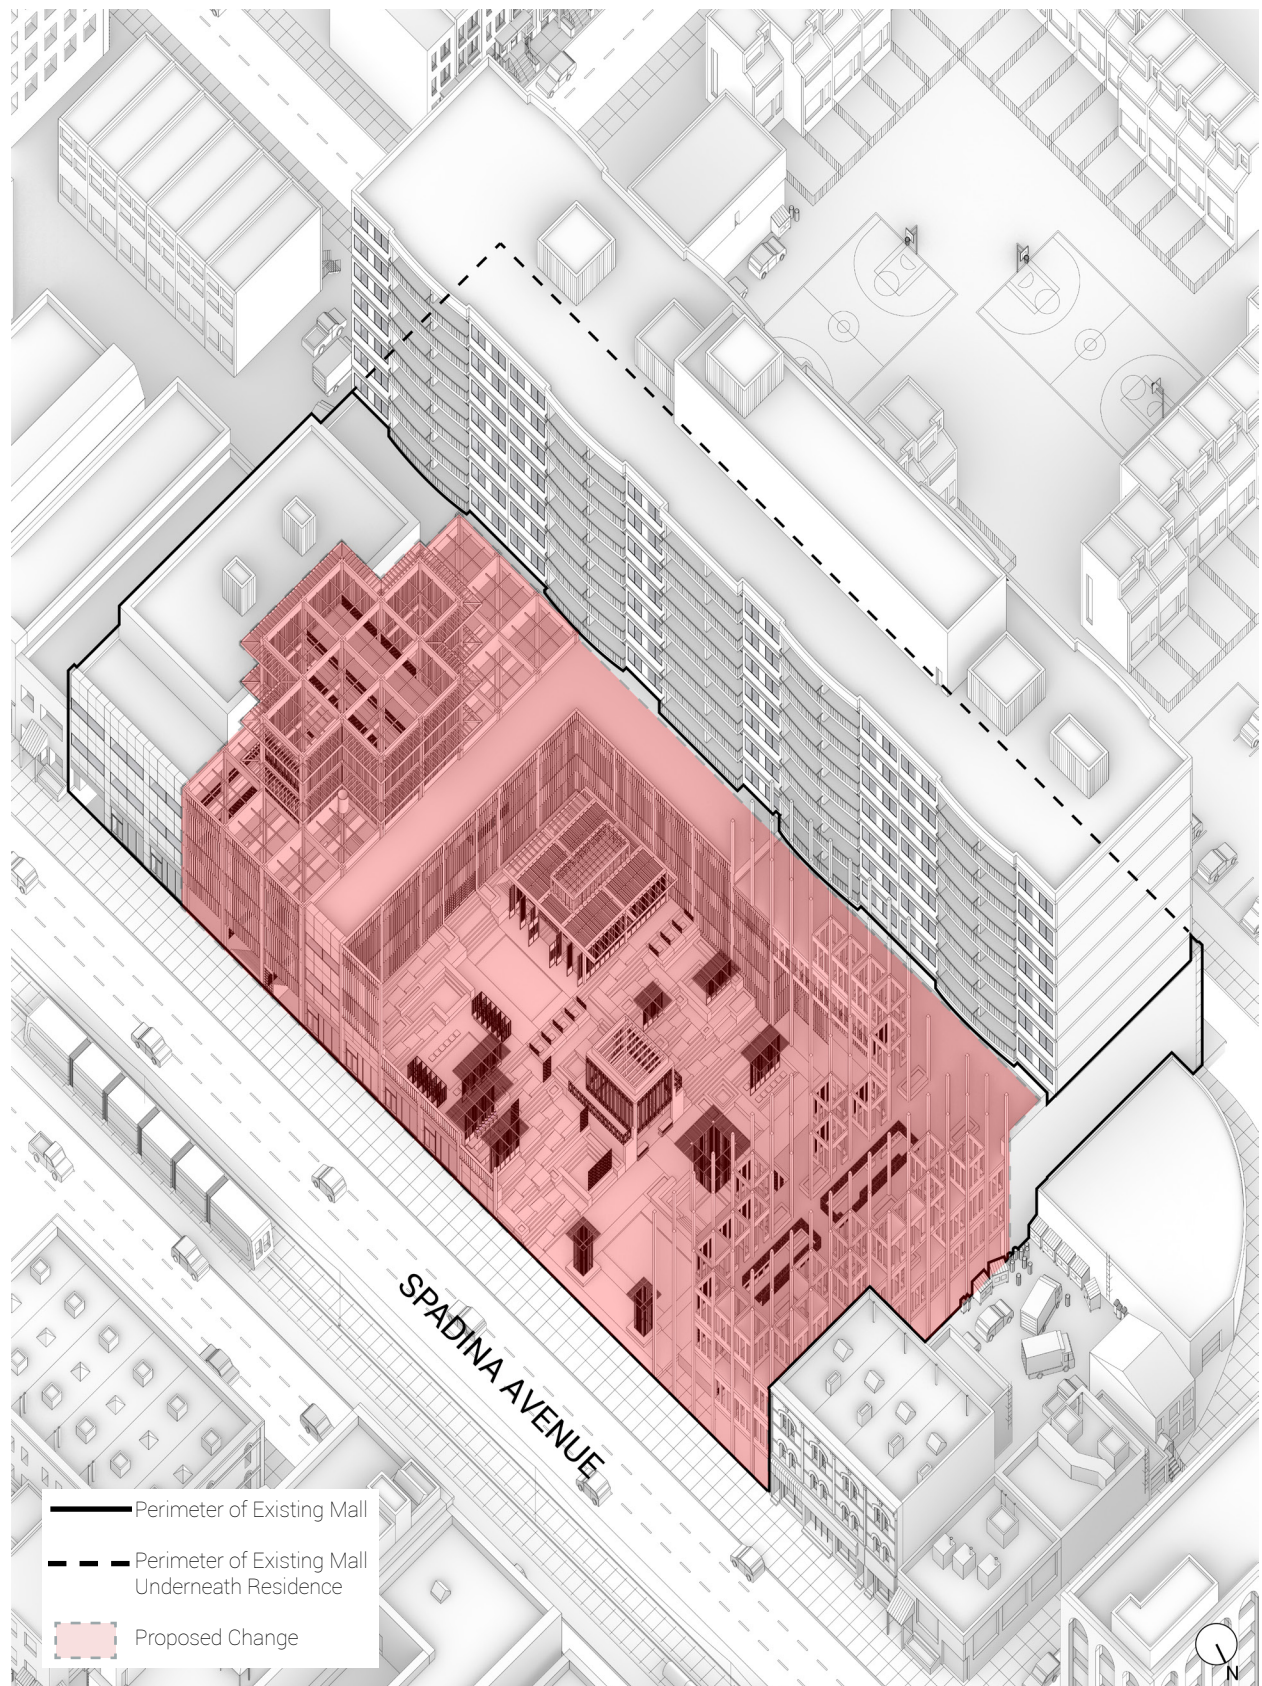 SPADINA AVENUE
Perimeter of Existing Mall
Perimeter of Existing Mall
Underneath Residence
Proposed Change
N